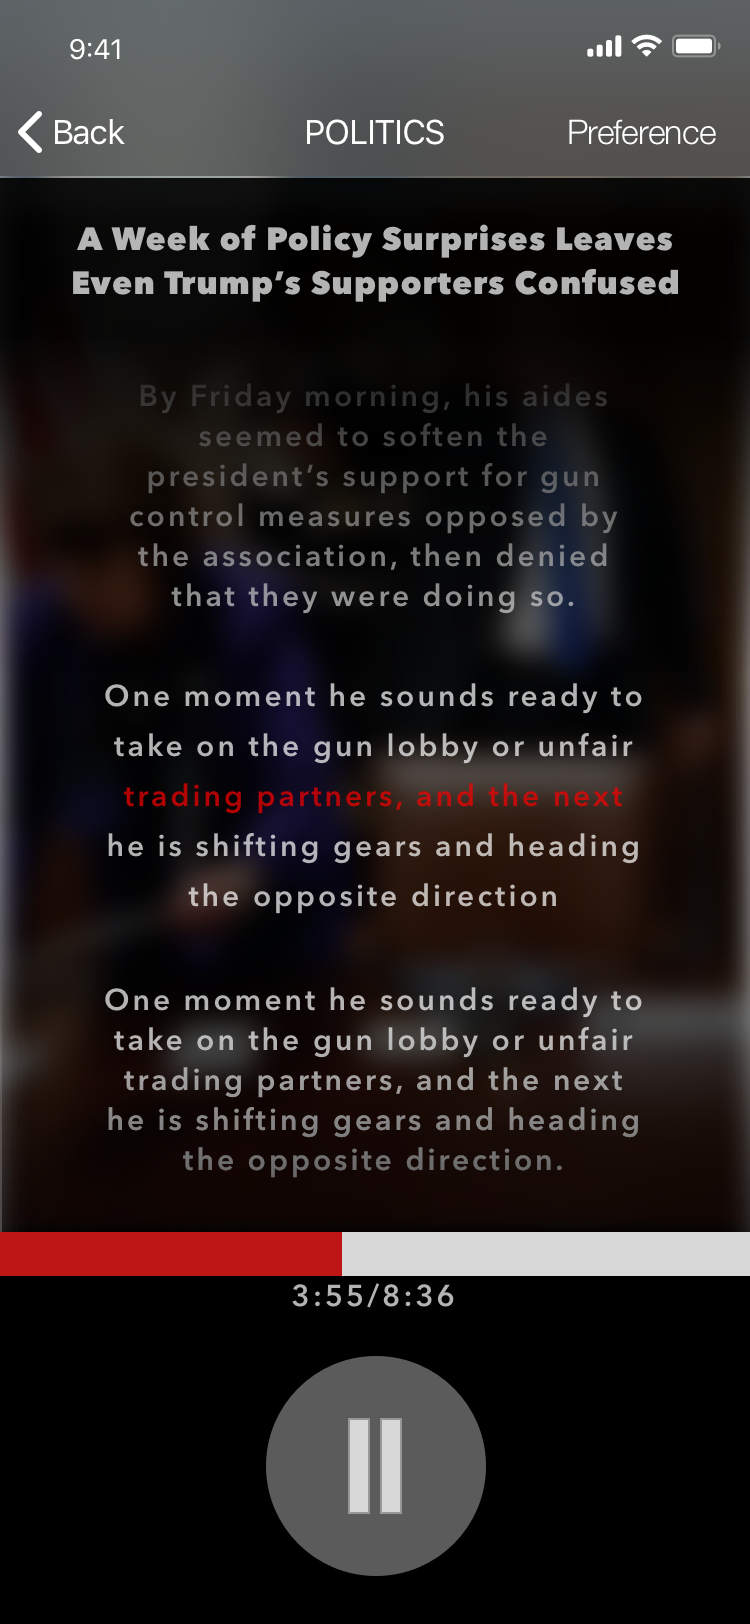 9:41
Back
POLITICS
Preference
A Week of Policy Surprises Leaves
Even Trump’s Supporters Confused
By Friday morning, his aides
seemed to soften the
president’s support for gun
control measures opposed by
the association, then denied
that they were doing so.
One moment he sounds ready to
take on the gun lobby or unfair
trading partners, and the next
he is shifting gears and heading
the opposite direction
One moment he sounds ready to
take on the gun lobby or unfair
trading partners, and the next
he is shifting gears and heading
the opposite direction.
3:55/8:36